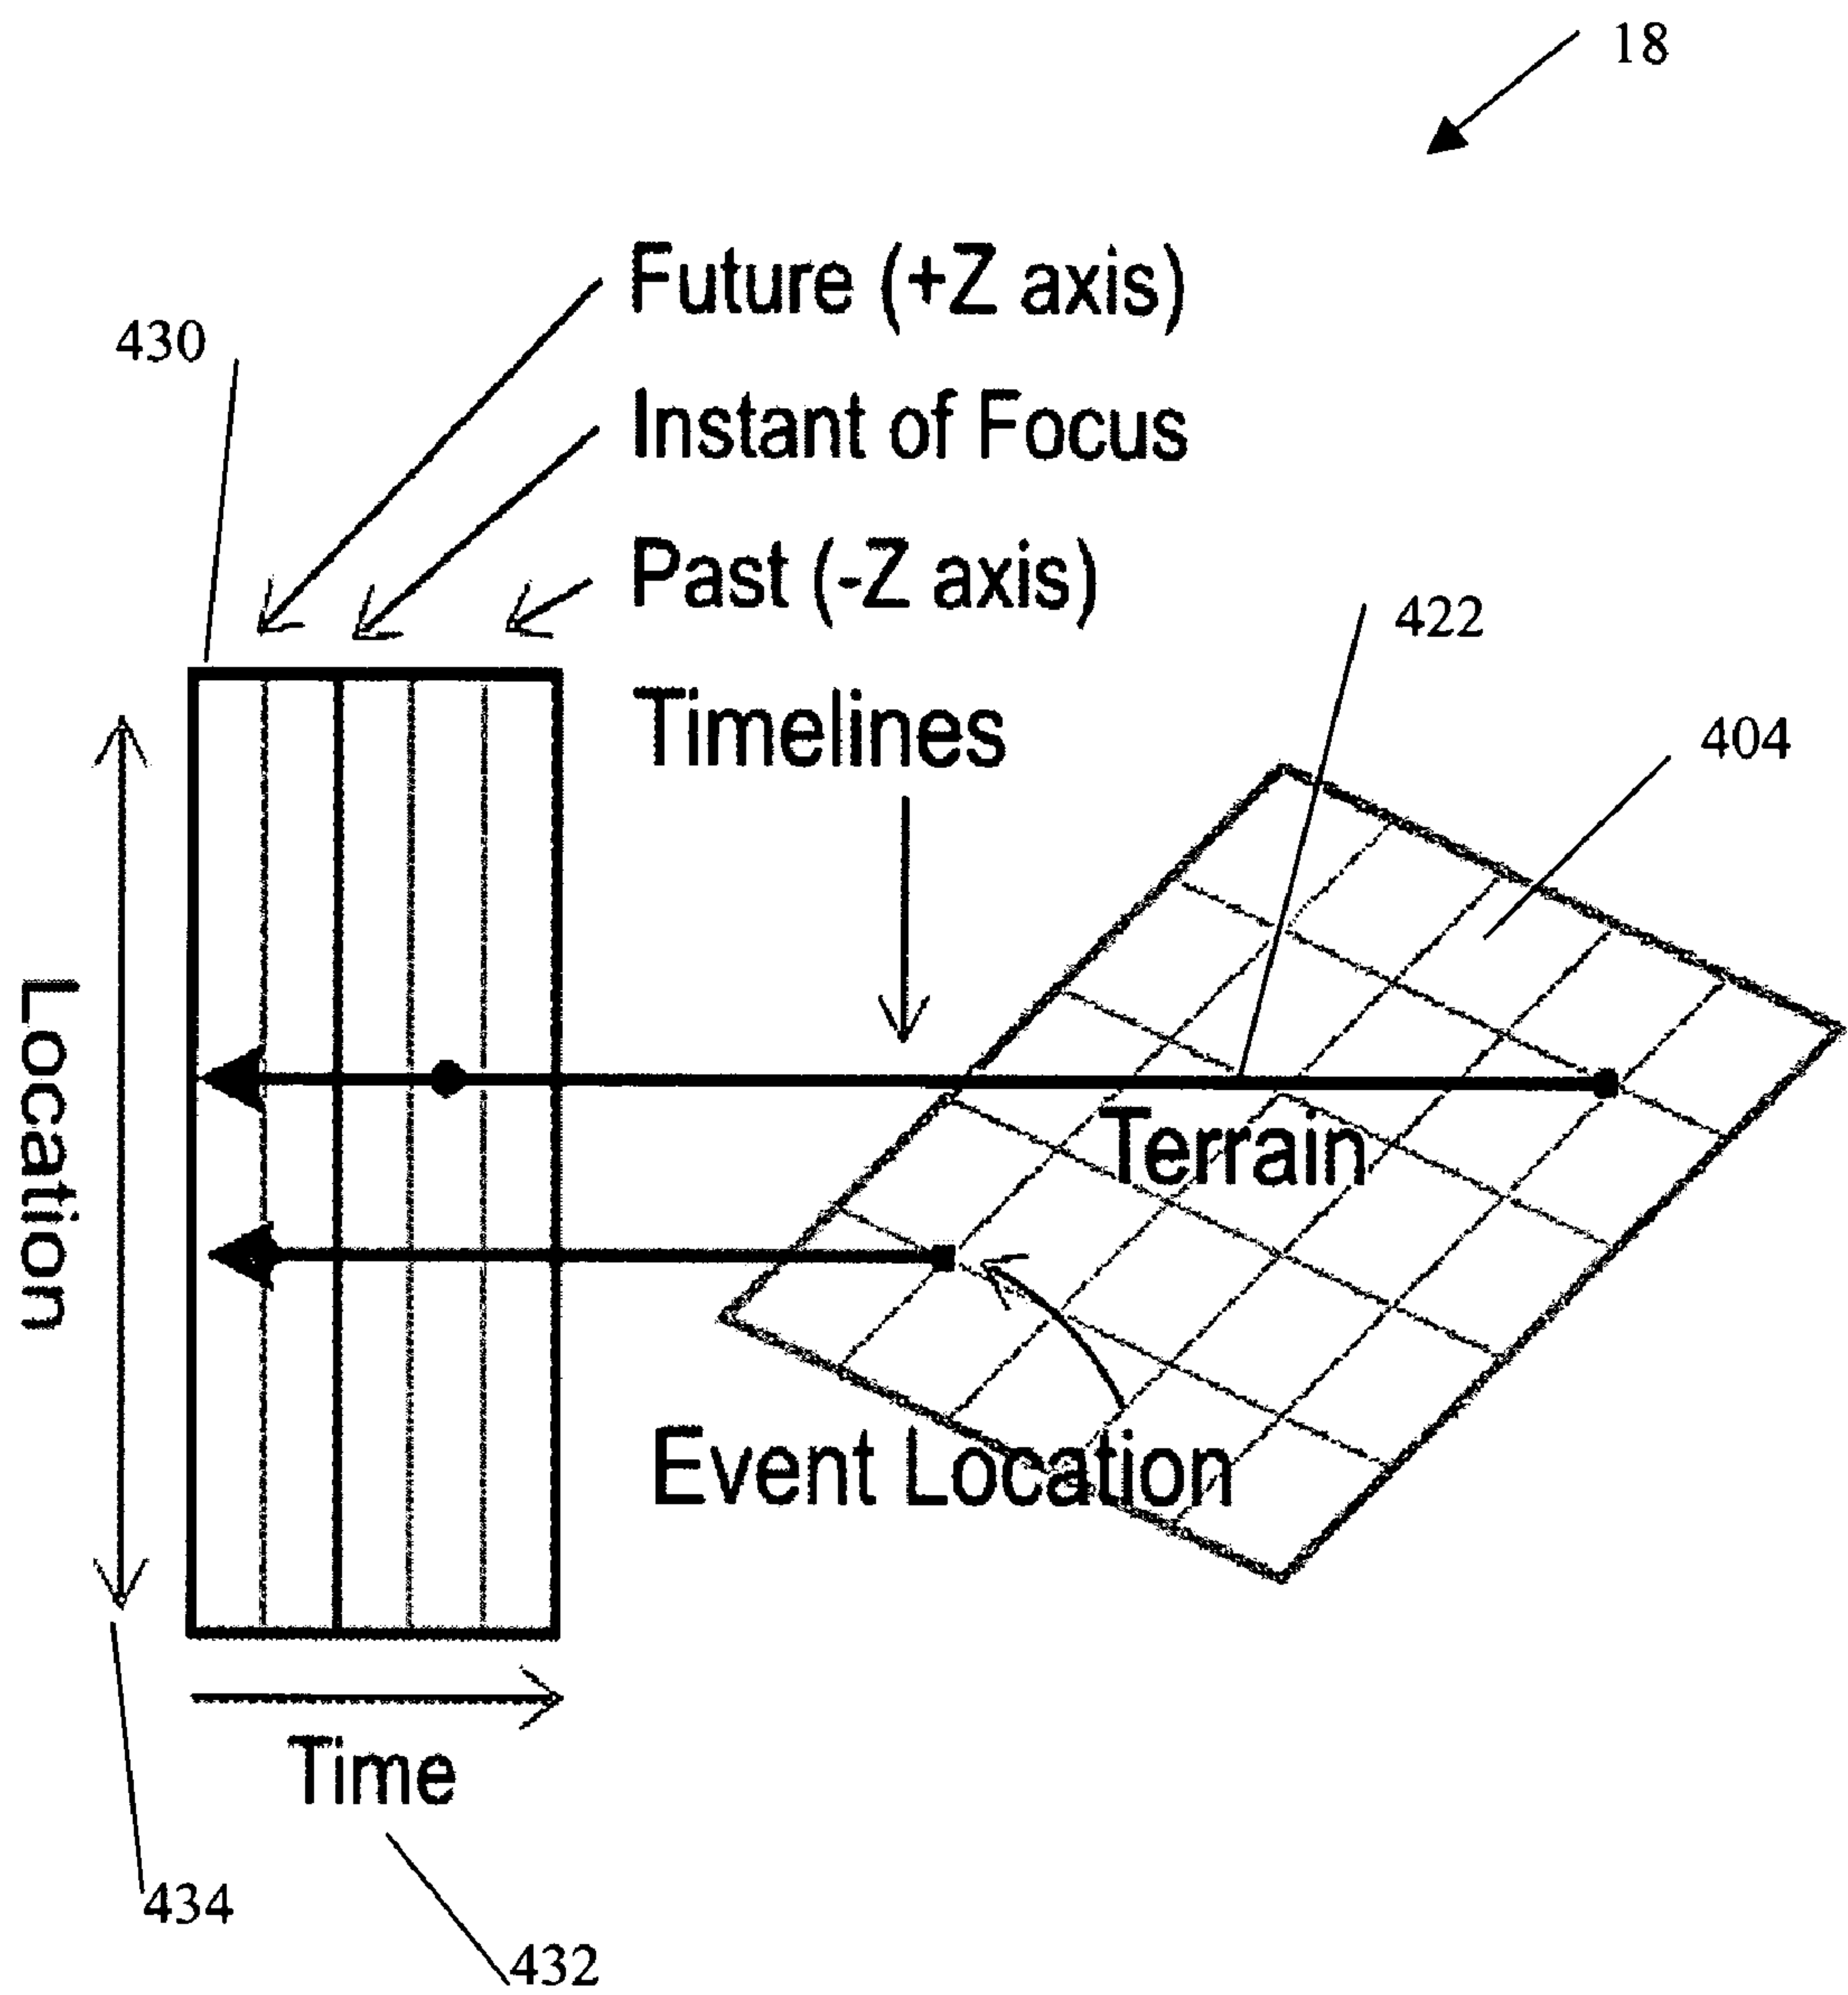 18
Future (+Z axis)
430
Instant of Focus
Past (-Z axis)
422
Timelines
404
Location
Terrain
Event Location
Time
434
432